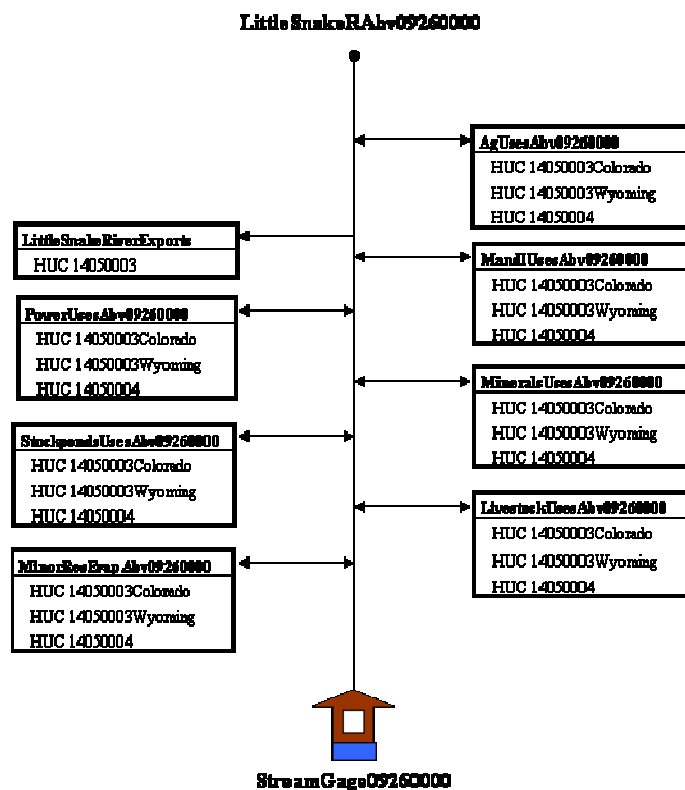 LittleSnakeRAbv09260000
AgUsesAbv09260000
HUC 14050003Colorado
HUC 14050003Wyoming
HUC 14050004
LittleSnakeRiverExports
HUC 14050003
MandIUsesAbv09260000
HUC 14050003Colorado
HUC 14050003Wyoming
HUC 14050004
PowerUsesAbv09260000
HUC 14050003Colorado
HUC 14050003Wyoming
HUC 14050004
MineralsUsesAbv09260000
HUC 14050003Colorado
HUC 14050003Wyoming
HUC 14050004
StockpondsUsesAbv09260000
HUC 14050003Colorado
HUC 14050003Wyoming
HUC 14050004
LivestockUsesAbv09260000
HUC 14050003Colorado
HUC 14050003Wyoming
HUC 14050004
MinorResEvapAbv09260000
HUC 14050003Colorado
HUC 14050003Wyoming
HUC 14050004
StreamGage09260000